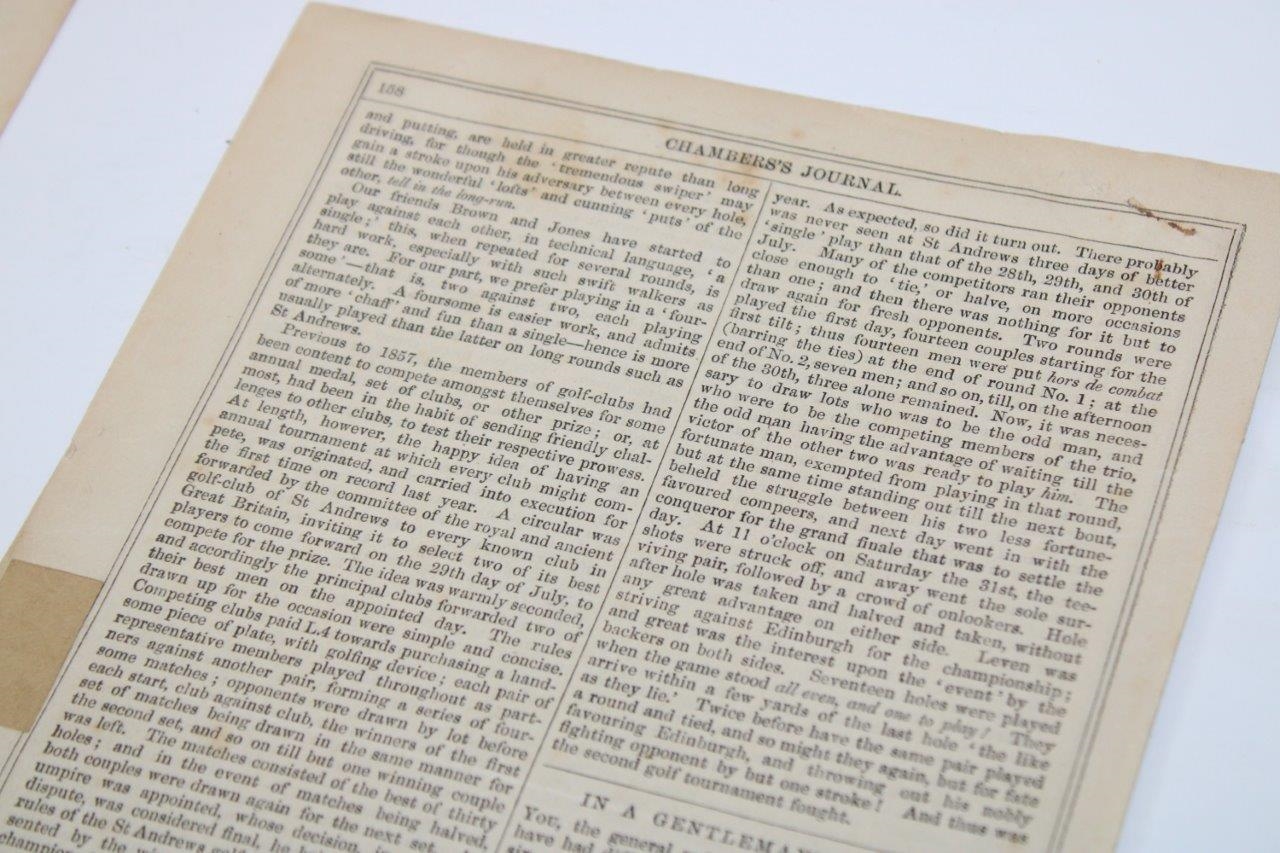 158
CHAMBERS'S JOURNAL.
and putting, are held in greater repute than long
driving, for though the 'tremendous swiper' may
gain a stroke upon his adversary between every hole,
still the wonderful 'lofts' and cunning 'puts' of the
other, tell in the long-run.
Our friends Brown and Jones have started to
play against each other, in technical language, 'a
single;' this, when repeated for several rounds, is
hard work, especially with such swift walkers as
they are. For our part, we prefer playing in a 'four-
some'—that is, two against two, each playing
alternately. A foursome is easier work, and admits
of more 'chaff' and fun than a single—hence is more
usually played than the latter on long rounds such as
St Andrews.
Previous to 1857, the members of golf-clubs had
been content to compete amongst themselves for some
annual medal, set of clubs, or other prize; or, at
most, had been in the habit of sending friendly chal-
lenges to other clubs, to test their respective prowess.
At length, however, the happy idea of having an
annual tournament at which every club might com-
pete, was originated, and carried into execution for
the first time on record last year. A circular was
forwarded by the committee of the royal and ancient
golf-club of St Andrews to every known club in
Great Britain, inviting it to select two of its best
players to come forward on the 29th day of July, to
compete for the prize. The idea was warmly seconded,
and accordingly the principal clubs forwarded two of
their best men on the appointed day. The rules
drawn up for the occasion were simple and concise.
Competing clubs paid L.4 towards purchasing a hand-
some piece of plate, with golfing device; each pair of
representative members played throughout as part-
ners against another pair, forming a series of four-
some matches; opponents were drawn by lot before
each start, club against club, the winners of the first
set of matches being drawn in the same manner for
the second set, and so on till but one winning couple
was left. The matches consisted of the best of thirty
holes; and in the event of matches being halved,
both couples were drawn again for the next set.
umpire was appointed, whose decision, in
dispute, was considered final, he
rules of the St Andrews
sented by the
champion
year. As expected, so did it turn out. There probably
was never seen at St Andrews three days of better
'single' play than that of the 28th, 29th, and 30th of
July. Many of the competitors ran their opponents
close enough to 'tie,' or halve, on more occasions
than one; and then there was nothing for it but to
draw again for fresh opponents. Two rounds were
played the first day, fourteen couples starting for the
first tilt; thus fourteen men were put hors de combat
(barring the ties) at the end of round No. 1; at the
end of No. 2, seven men; and so on, till, on the afternoon
of the 30th, three alone remained. Now, it was neces-
sary to draw lots who was to be the odd man, and
who were to be the competing members of the trio,
the odd man having the advantage of waiting till the
victor of the other two was ready to play him. The
fortunate man, exempted from playing in that round,
but at the same time standing out till the next bout,
beheld the struggle between his two less fortune-
favoured compeers, and next day went in with the
conqueror for the grand finale that was to settle the
day. At 11 o'clock on Saturday the 31st, the tee-
shots were struck off, and away went the sole sur-
viving pair, followed by a crowd of onlookers. Hole
after hole was taken and halved and taken, without
any great advantage on either side. Leven was
striving against Edinburgh for the championship;
and great was the interest upon the 'event' by the
backers on both sides. Seventeen holes were played
when the game stood all even, and one to play! They
arrive within a few yards of the last hole 'the like
as they lie.' Twice before have the same pair played
a round and tied, and so might they again, but for fate
favouring Edinburgh, and throwing out his nobly
fighting opponent by but one stroke! And thus was
the second golf tournament fought.
IN A GENTLEMAN
You, the general
have had